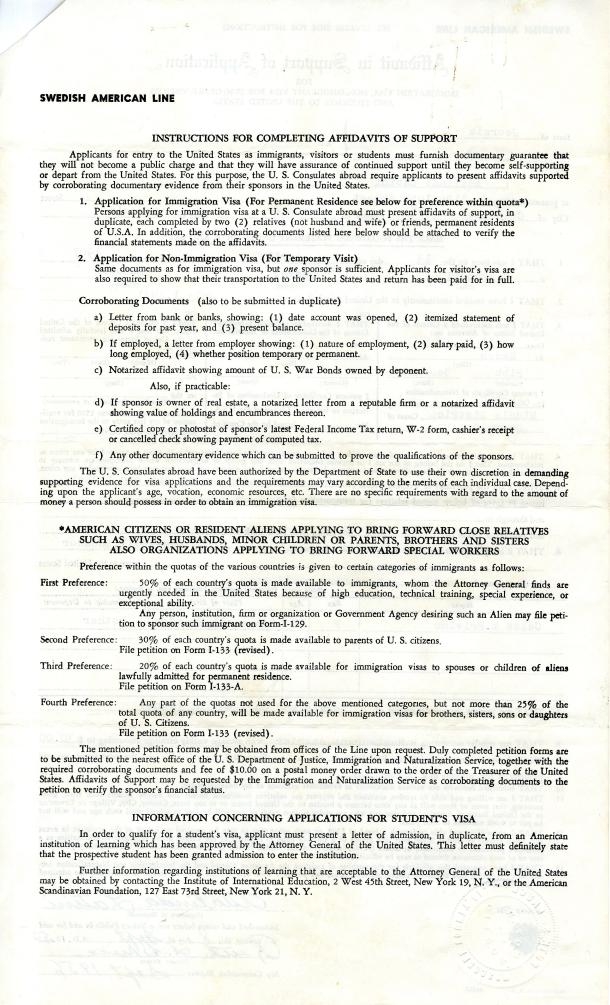 SWEDISH AMERICAN LINE
INSTRUCTIONS FOR COMPLETING AFFIDAVITS OF SUPPORT
Applicants for entry to the United States as immigrants, visitors or students must furnish documentary guarantee that
they will not become a public charge and that they will have assurance of continued support until they become self-supporting
or depart from the United States. For this purpose, the U. S. Consulates abroad require applicants to present affidavits supported
by corroborating documentary evidence from their sponsors in the United States.
1. Application for Immigration Visa (For Permanent Residence see below for preference within quota*)
Persons applying for immigration visa at a U. S. Consulate abroad must present affidavits of support, in
duplicate, each completed by two (2) relatives (not husband and wife) or friends, permanent residents
of U.S.A. In addition, the corroborating documents listed here below should be attached to verify the
financial statements made on the affidavits.
2. Application for Non-Immigration Visa (For Temporary Visit)
Same documents as for immigration visa, but one sponsor is sufficient. Applicants for visitor's visa are
also required to show that their transportation to the United States and return has been paid for in full.
Corroborating Documents (also to be submitted in duplicate)
a) Letter from bank or banks, showing: (1) date account was opened, (2) itemized statement of
deposits for past year, and (3) present balance.
b) If employed, a letter from employer showing: (1) nature of employment, (2) salary paid, (3) how
long employed, (4) whether position temporary or permanent.
c) Notarized affidavit showing amount of U. S. War Bonds owned by deponent.
Also, if practicable:
d) If sponsor is owner of real estate, a notarized letter from a reputable firm or a notarized affidavit
showing value of holdings and encumbrances thereon.
e) Certified copy or photostat of sponsor's latest Federal Income Tax return, W-2 form, cashier's receipt
or cancelled check showing payment of computed tax.
f) Any other documentary evidence which can be submitted to prove the qualifications of the sponsors.
The U. S. Consulates abroad have been authorized by the Department of State to use their own discretion in demanding
supporting evidence for visa applications and the requirements may vary according to the merits of each individual case. Depend-
ing upon the applicant's age, vocation, economic resources, etc. There are no specific requirements with regard to the amount of
money a person should possess in order to obtain an immigration visa.
*AMERICAN CITIZENS OR RESIDENT ALIENS APPLYING TO BRING FORWARD CLOSE RELATIVES
SUCH AS WIVES, HUSBANDS, MINOR CHILDREN OR PARENTS, BROTHERS AND SISTERS
ALSO ORGANIZATIONS APPLYING TO BRING FORWARD SPECIAL WORKERS
Preference within the quotas of the various countries is given to certain categories of immigrants as follows:
First Preference: 50% of each country's quota is made available to immigrants, whom the Attorney General finds are
urgently needed in the United States because of high education, technical training, special experience, or
exceptional ability.
Any person, institution, firm or organization or Government Agency desiring such an Alien may file peti-
tion to sponsor such immigrant on Form-I-129.
Second Preference: 30% of each country's quota is made available to parents of U. S. citizens.
File petition on Form I-133 (revised).
Third Preference: 20% of each country's quota is made available for immigration visas to spouses or children of aliens
lawfully admitted for permanent residence.
File petition on Form I-133-A.
Fourth Preference: Any part of the quotas not used for the above mentioned categories, but not more than 25% of the
total quota of any country, will be made available for immigration visas for brothers, sisters, sons or daughters
of U. S. Citizens.
File petition on Form I-133 (revised).
The mentioned petition forms may be obtained from offices of the Line upon request. Duly completed petition forms are
to be submitted to the nearest office of the U. S. Department of Justice, Immigration and Naturalization Service, together with the
required corroborating documents and fee of $10.00 on a postal money order drawn to the order of the Treasurer of the United
States. Affidavits of Support may be requested by the Immigration and Naturalization Service as corroborating documents to the
petition to verify the sponsor's financial status.
INFORMATION CONCERNING APPLICATIONS FOR STUDENT'S VISA
In order to qualify for a student's visa, applicant must present a letter of admission, in duplicate, from an American
institution of learning which has been approved by the Attorney General of the United States. This letter must definitely state
that the prospective student has been granted admission to enter the institution.
Further information regarding institutions of learning that are acceptable to the Attorney General of the United States
may be obtained by contacting the Institute of International Education, 2 West 45th Street, New York 19, N. Y., or the American
Scandinavian Foundation, 127 East 73rd Street, New York 21, N. Y.